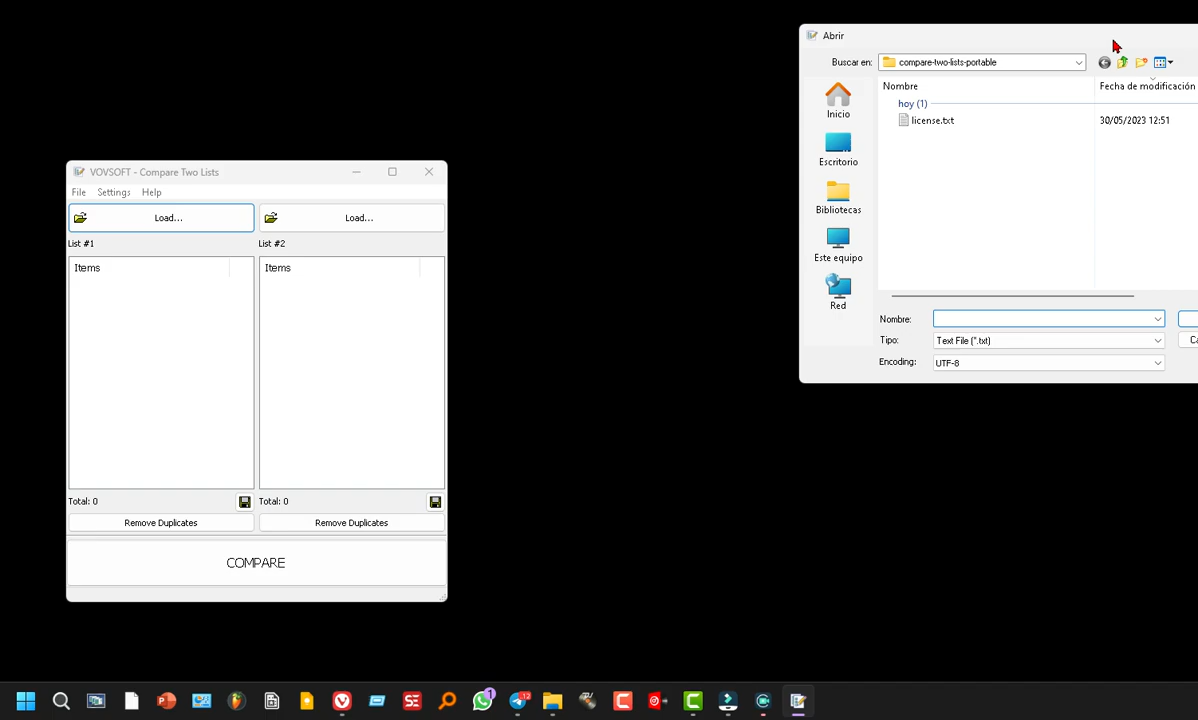 Abrir
Buscar en: compare-two-lists-portable
Nombre Fecha de modificación
hoy (1)
license.txt 30/05/2023 12:51
Inicio
Escritorio
Bibliotecas
Este equipo
Red
Nombre:
Tipo: Text File (*.txt)
Encoding: UTF-8
VOVSOFT - Compare Two Lists
File Settings Help
Load... Load...
List #1 List #2
Items Items
Total: 0 Total: 0
Remove Duplicates Remove Duplicates
COMPARE
SE
1
12